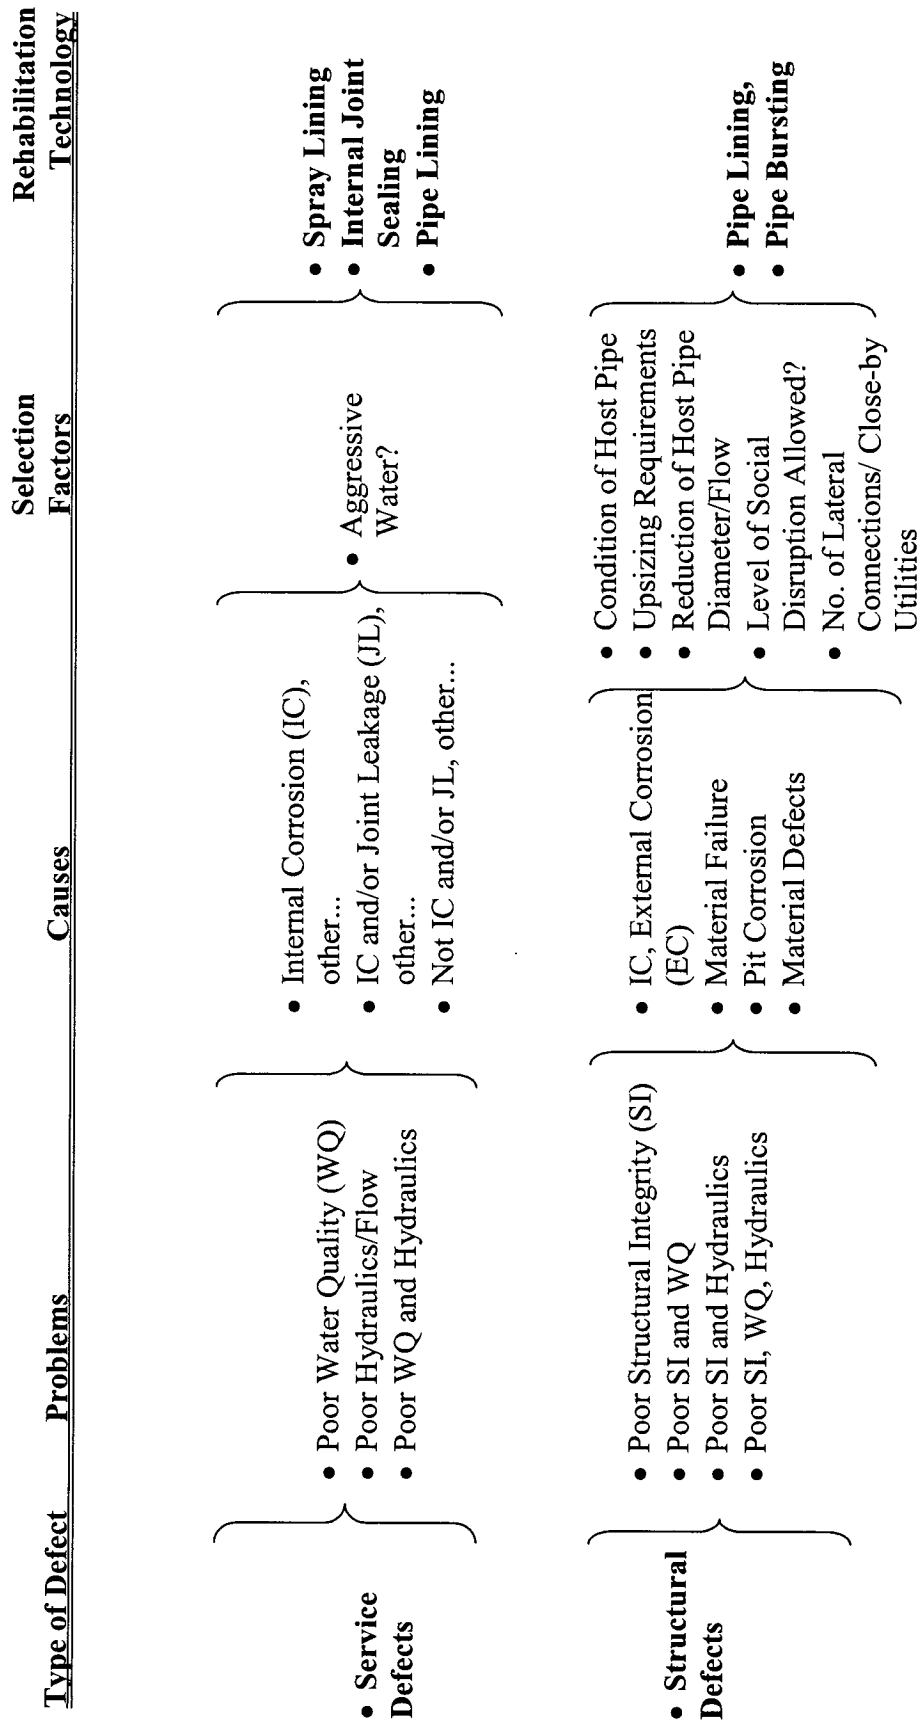 Type of Defect
Problems
Causes
Selection
Factors
Rehabilitation
Technology
• Service
Defects
• Poor Water Quality (WQ)
• Poor Hydraulics/Flow
• Poor WQ and Hydraulics
• Internal Corrosion (IC),
other...
• IC and/or Joint Leakage (JL),
other...
• Not IC and/or JL, other...
• Aggressive
Water?
• Spray Lining
• Internal Joint
Sealing
• Pipe Lining
• Structural
Defects
• Poor Structural Integrity (SI)
• Poor SI and WQ
• Poor SI and Hydraulics
• Poor SI, WQ, Hydraulics
• IC, External Corrosion
(EC)
• Material Failure
• Pit Corrosion
• Material Defects
• Condition of Host Pipe
• Upsizing Requirements
• Reduction of Host Pipe
Diameter/Flow
• Level of Social
Disruption Allowed?
• No. of Lateral
Connections/ Close-by
Utilities
• Pipe Lining,
• Pipe Bursting